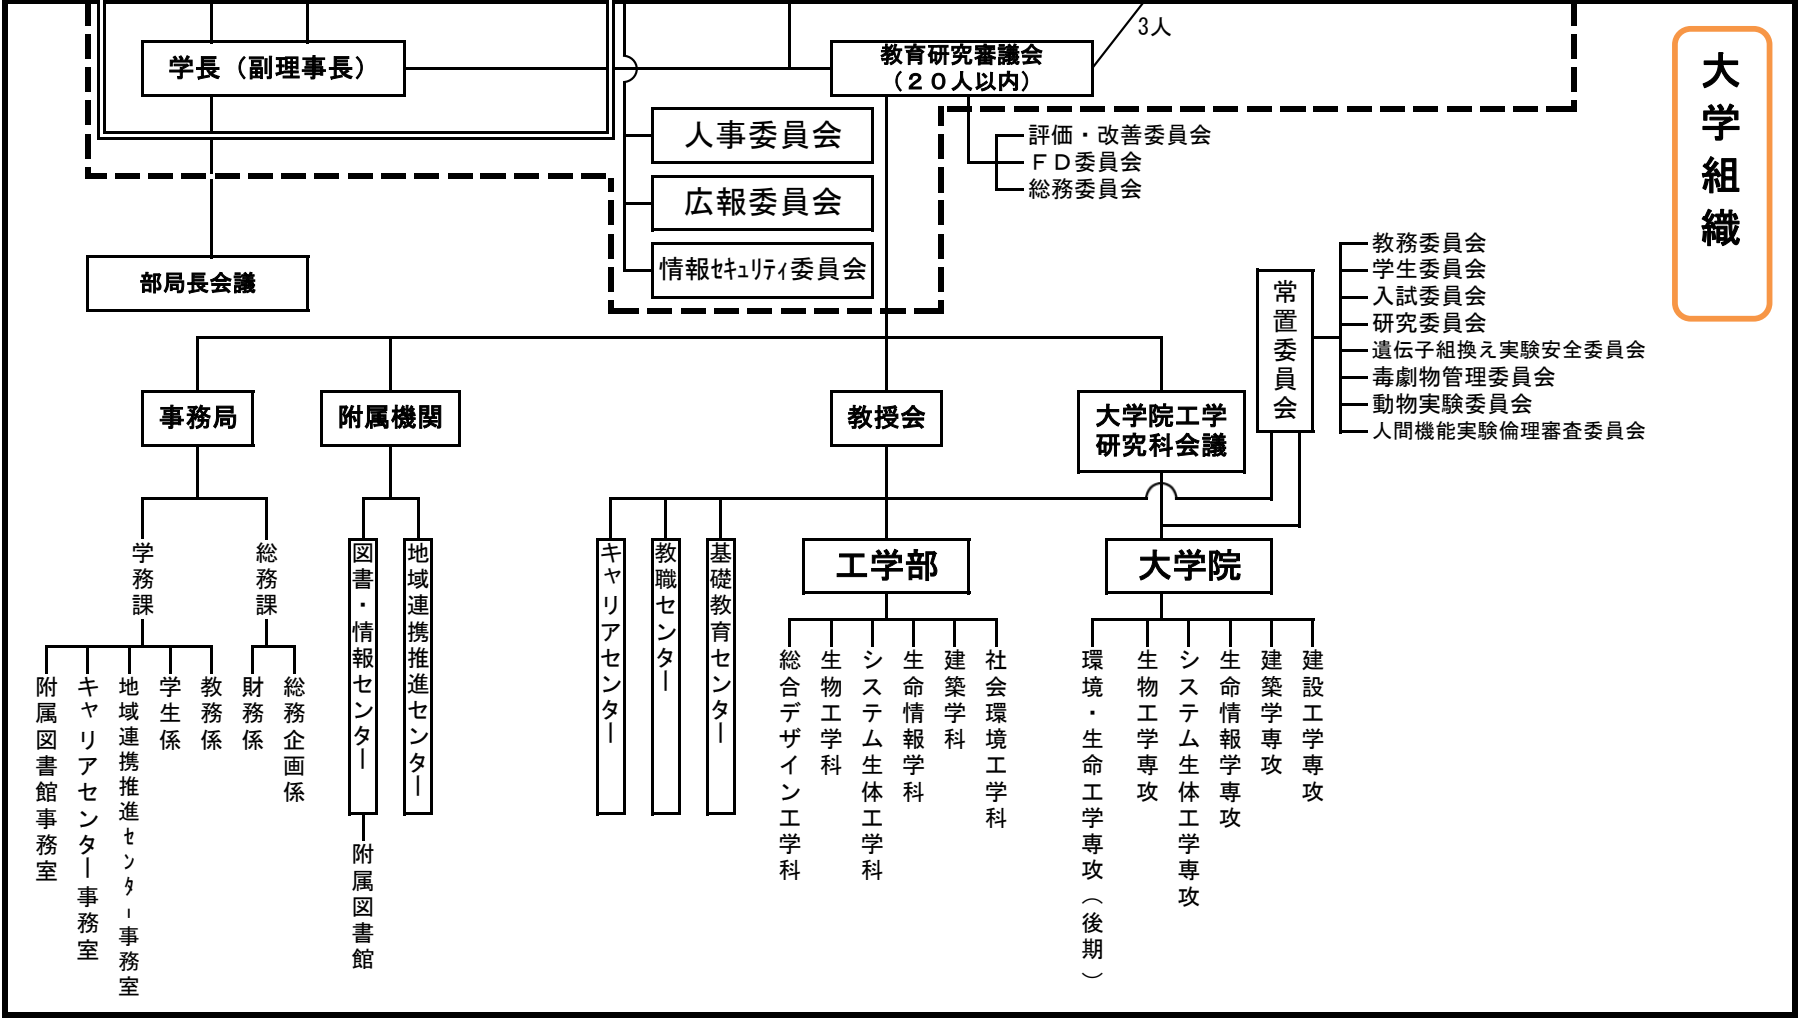 3人
学長（副理事長）
教育研究審議会
（２０人以内）
大学組織
人事委員会
広報委員会
情報ｾｷｭﾘﾃｨ委員会
評価・改善委員会
ＦＤ委員会
総務委員会
部局長会議
常置委員会
教務委員会
学生委員会
入試委員会
研究委員会
遺伝子組換え実験安全委員会
毒劇物管理委員会
動物実験委員会
人間機能実験倫理審査委員会
事務局
附属機関
教授会
大学院工学
研究科会議
学務課
総務課
図書・情報センター
地域連携推進センター
キャリアセンター
教職センター
基礎教育センター
工学部
大学院
附属図書館事務室
キャリアセンター事務室
地域連携推進ｾﾝﾀｰ事務室
学生係
教務係
財務係
総務企画係
附属図書館
総合デザイン工学科
生物工学科
システム生体工学科
生命情報学科
建築学科
社会環境工学科
環境・生命工学専攻（後期）
生物工学専攻
システム生体工学専攻
生命情報学専攻
建築学専攻
建設工学専攻